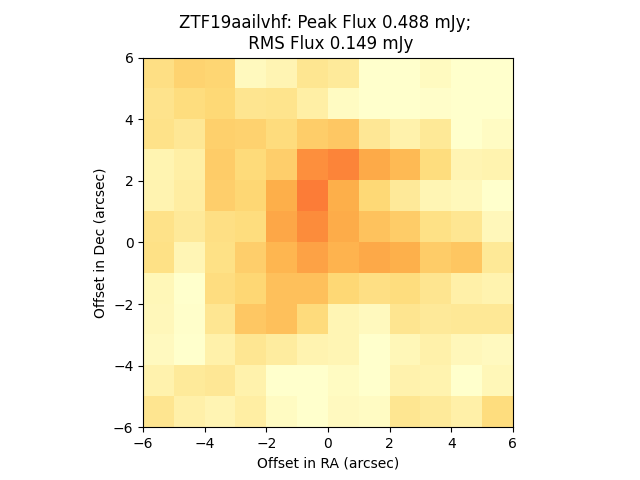 ZTF19aailvhf: Peak Flux 0.488 mJy;
RMS Flux 0.149 mJy
6
4
2
0
−2
−4
−6
Offset in Dec (arcsec)
−6 −4 −2 0 2 4 6
Offset in RA (arcsec)